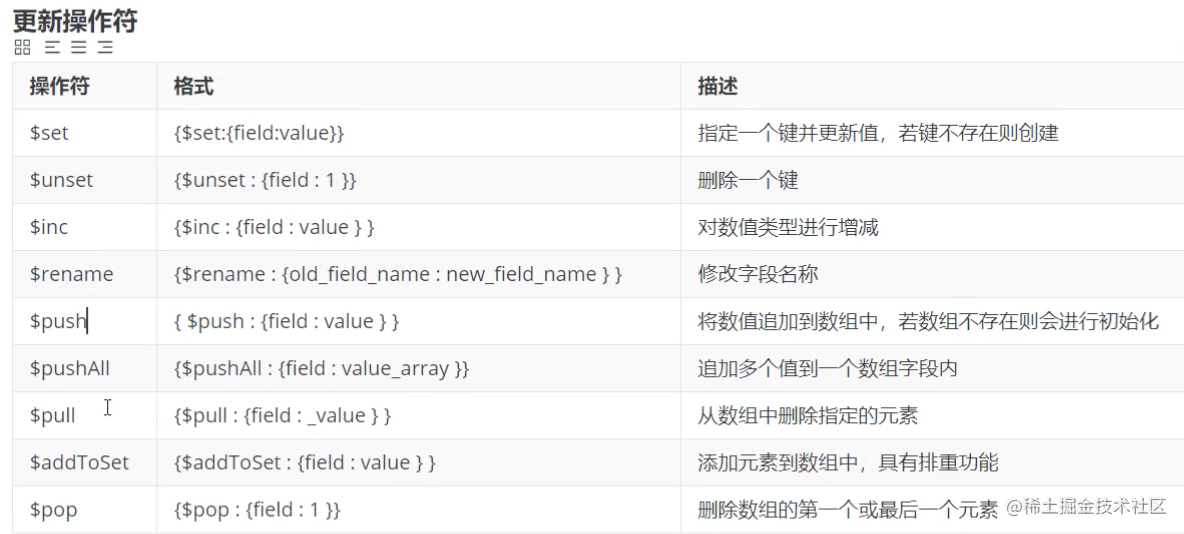 更新操作符
操作符 格式 描述
$set {$set:{field:value}} 指定一个键并更新值，若键不存在则创建
$unset {$unset : {field : 1 }} 删除一个键
$inc {$inc : {field : value } } 对数值类型进行增减
$rename {$rename : {old_field_name : new_field_name } } 修改字段名称
$push { $push : {field : value } } 将数值追加到数组中，若数组不存在则会进行初始化
$pushAll {$pushAll : {field : value_array }} 追加多个值到一个数组字段内
$pull {$pull : {field : _value } } 从数组中删除指定的元素
$addToSet {$addToSet : {field : value } } 添加元素到数组中，具有排重功能
$pop {$pop : {field : 1 }} 删除数组的第一个或最后一个元素
@稀土掘金技术社区